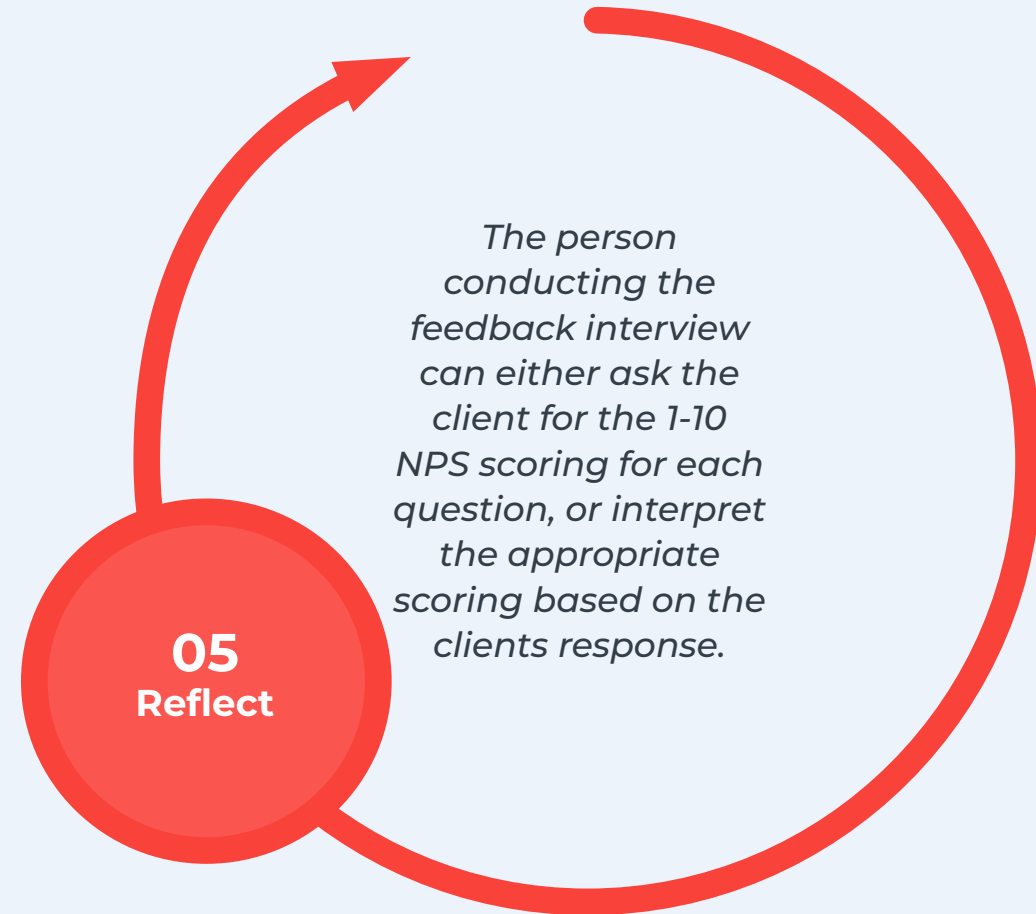 The person
conducting the
feedback interview
can either ask the
client for the 1-10
NPS scoring for each
question, or interpret
the appropriate
scoring based on the
clients response.
05
Reflect